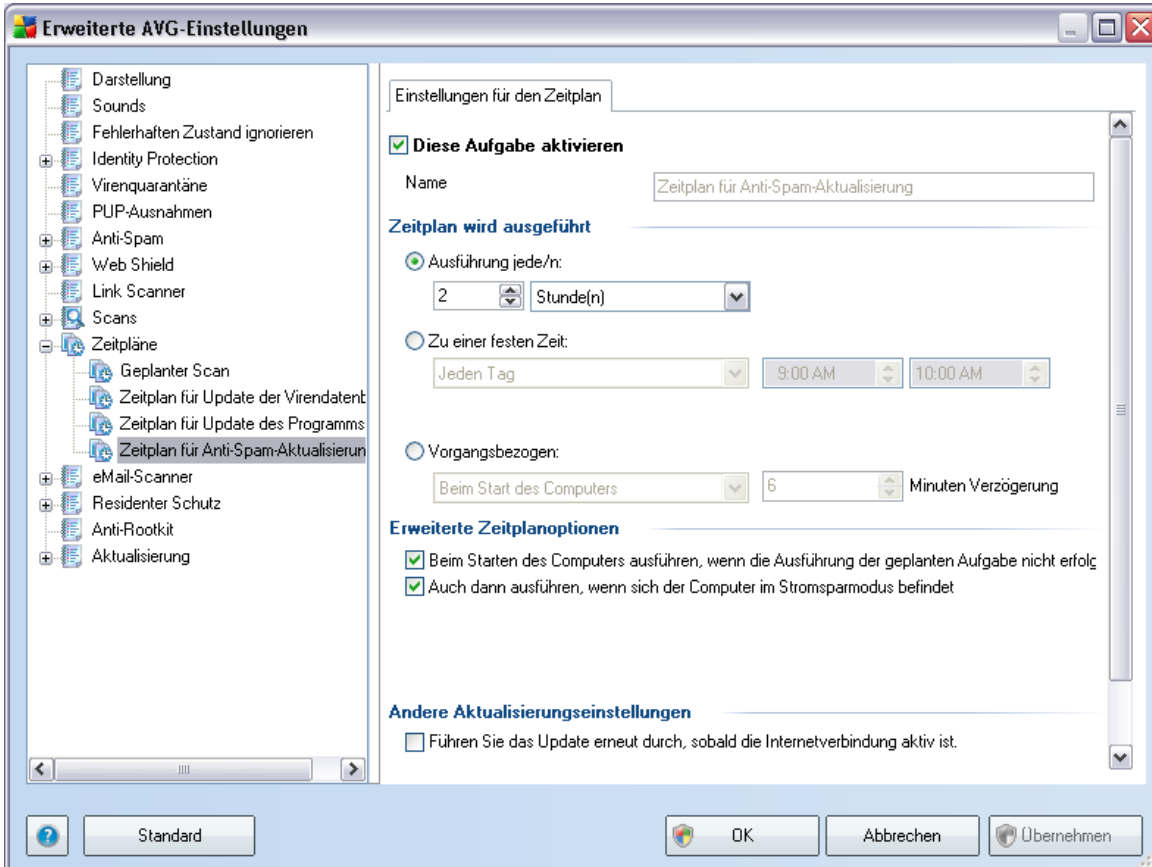 Erweiterte AVG-Einstellungen
Darstellung
Sounds
Fehlerhaften Zustand ignorieren
Identity Protection
Virenquarantäne
PUP-Ausnahmen
Anti-Spam
Web Shield
Link Scanner
Scans
Zeitpläne
Geplanter Scan
Zeitplan für Update der Virendatenb
Zeitplan für Update des Programms
Zeitplan für Anti-Spam-Aktualisierun
eMail-Scanner
Residenter Schutz
Anti-Rootkit
Aktualisierung
Einstellungen für den Zeitplan
Diese Aufgabe aktivieren
Name Zeitplan für Anti-Spam-Aktualisierung
Zeitplan wird ausgeführt
Ausführung jede/n:
2 Stunde(n)
Zu einer festen Zeit:
Jeden Tag 9:00 AM 10:00 AM
Vorgangsbezogen:
Beim Start des Computers 6 Minuten Verzögerung
Erweiterte Zeitplanoptionen
Beim Starten des Computers ausführen, wenn die Ausführung der geplanten Aufgabe nicht erfolg
Auch dann ausführen, wenn sich der Computer im Stromsparmodus befindet
Andere Aktualisierungseinstellungen
Führen Sie das Update erneut durch, sobald die Internetverbindung aktiv ist.
? Standard OK Abbrechen Übernehmen